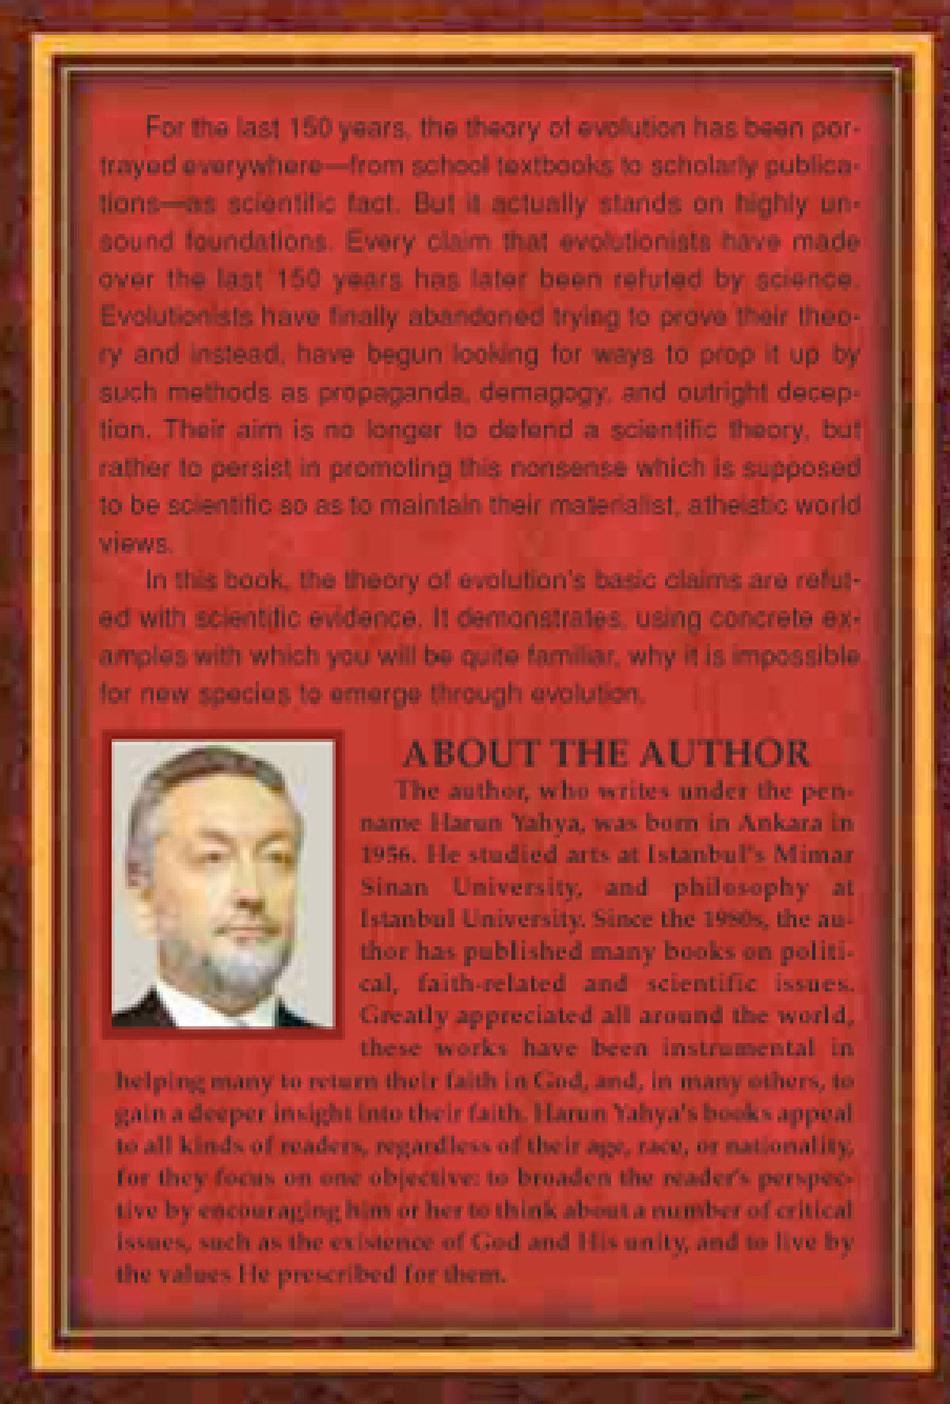 For the last 150 years, the theory of evolution has been por-
trayed everywhere—from school textbooks to scholarly publica-
tions—as scientific fact. But it actually stands on highly un-
sound foundations. Every claim that evolutionists have made
over the last 150 years has later been refuted by science.
Evolutionists have finally abandoned trying to prove their theo-
ry and instead, have begun looking for ways to prop it up by
such methods as propaganda, demagogy, and outright decep-
tion. Their aim is no longer to defend a scientific theory, but
rather to persist in promoting this nonsense which is supposed
to be scientific so as to maintain their materialist, atheistic world
views.
In this book, the theory of evolution's basic claims are refut-
ed with scientific evidence. It demonstrates, using concrete ex-
amples with which you will be quite familiar, why it is impossible
for new species to emerge through evolution.
ABOUT THE AUTHOR
The author, who writes under the pen-
name Harun Yahya, was born in Ankara in
1956. He studied arts at Istanbul's Mimar
Sinan University, and philosophy at
Istanbul University. Since the 1980s, the au-
thor has published many books on politi-
cal, faith-related and scientific issues.
Greatly appreciated all around the world,
these works have been instrumental in
helping many to return their faith in God, and, in many others, to
gain a deeper insight into their faith. Harun Yahya's books appeal
to all kinds of readers, regardless of their age, race, or nationality,
for they focus on one objective: to broaden the reader's perspec-
tive by encouraging him or her to think about a number of critical
issues, such as the existence of God and His unity, and to live by
the values He prescribed for them.